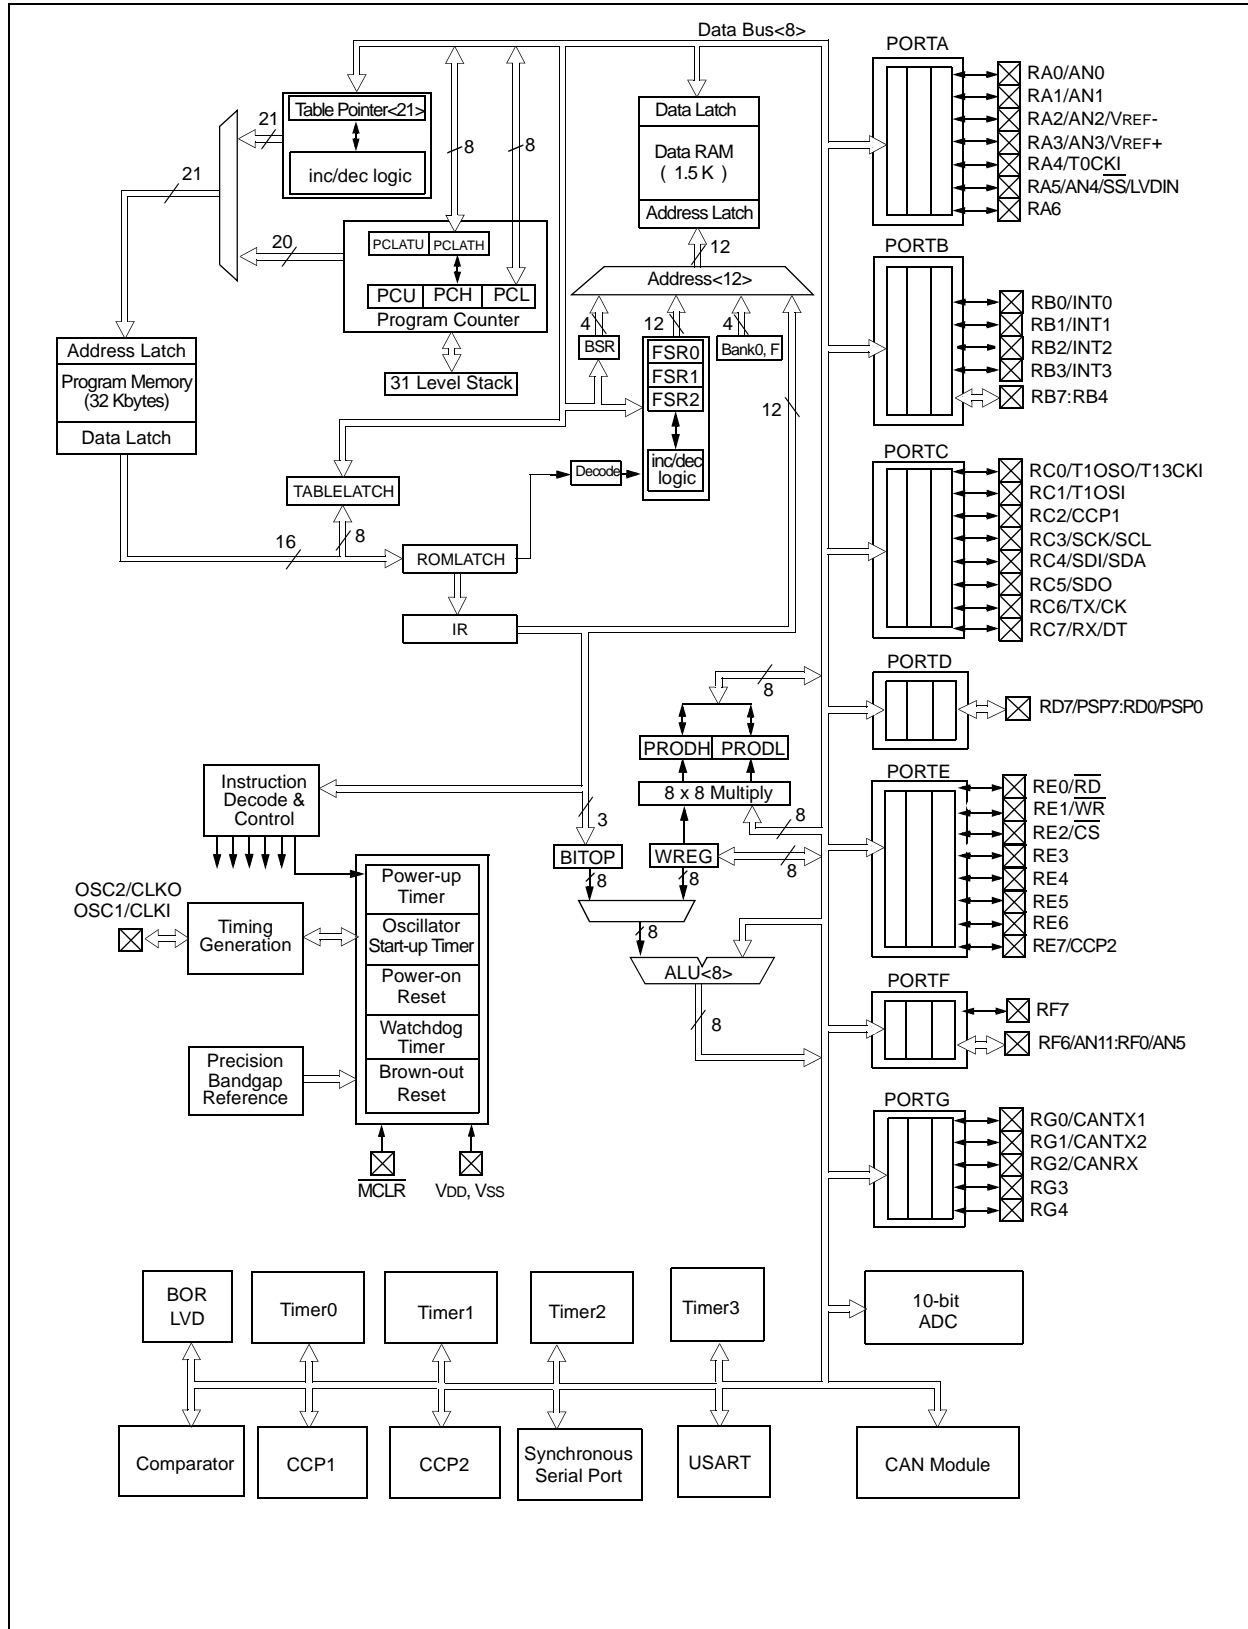 Data Bus<8>
PORTA
RA0/AN0
RA1/AN1
RA2/AN2/VREF-
RA3/AN3/VREF+
RA4/T0CKI
RA5/AN4/SS/LVDIN
RA6
Table Pointer<21>
inc/dec logic
21
21
20
8
8
Data Latch
Data RAM
( 1.5 K )
Address Latch
12
Address<12>
PCLATU
PCLATH
PCU
PCH
PCL
Program Counter
31 Level Stack
4
12
4
BSR
FSR0
FSR1
FSR2
Bank0, F
inc/dec
logic
12
Decode
Address Latch
Program Memory
(32 Kbytes)
Data Latch
TABLELATCH
16
8
ROMLATCH
IR
PORTB
RB0/INT0
RB1/INT1
RB2/INT2
RB3/INT3
RB7:RB4
PORTC
RC0/T1OSO/T13CKI
RC1/T1OSI
RC2/CCP1
RC3/SCK/SCL
RC4/SDI/SDA
RC5/SDO
RC6/TX/CK
RC7/RX/DT
PORTD
RD7/PSP7:RD0/PSP0
8
PRODH
PRODL
8 x 8 Multiply
8
3
BITOP
WREG
8
8
8
8
ALU<8>
8
PORTE
RE0/RD
RE1/WR
RE2/CS
RE3
RE4
RE5
RE6
RE7/CCP2
Instruction
Decode &
Control
OSC2/CLKO
OSC1/CLKI
Timing
Generation
Power-up
Timer
Oscillator
Start-up Timer
Power-on
Reset
Watchdog
Timer
Brown-out
Reset
Precision
Bandgap
Reference
MCLR
VDD, VSS
PORTF
RF7
RF6/AN11:RF0/AN5
PORTG
RG0/CANTX1
RG1/CANTX2
RG2/CANRX
RG3
RG4
BOR
LVD
Timer0
Timer1
Timer2
Timer3
10-bit
ADC
Comparator
CCP1
CCP2
Synchronous
Serial Port
USART
CAN Module